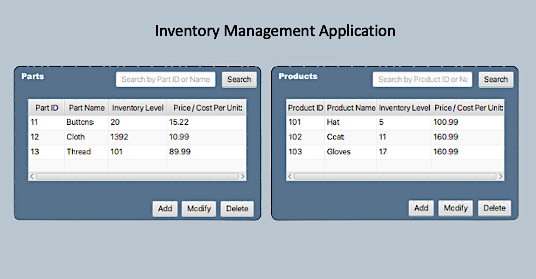 Inventory Management Application
Parts
Search by Part ID or Name
Search
Part ID Part Name Inventory Level Price / Cost Per Unit
11 Buttons 20 15.22
12 Cloth 1392 10.99
13 Thread 101 89.99
Add Modify Delete
Products
Search by Product ID or Na
Search
Product ID Product Name Inventory Level Price / Cost Per Unit
101 Hat 5 100.99
102 Coat 11 160.99
103 Gloves 17 160.99
Add Modify Delete